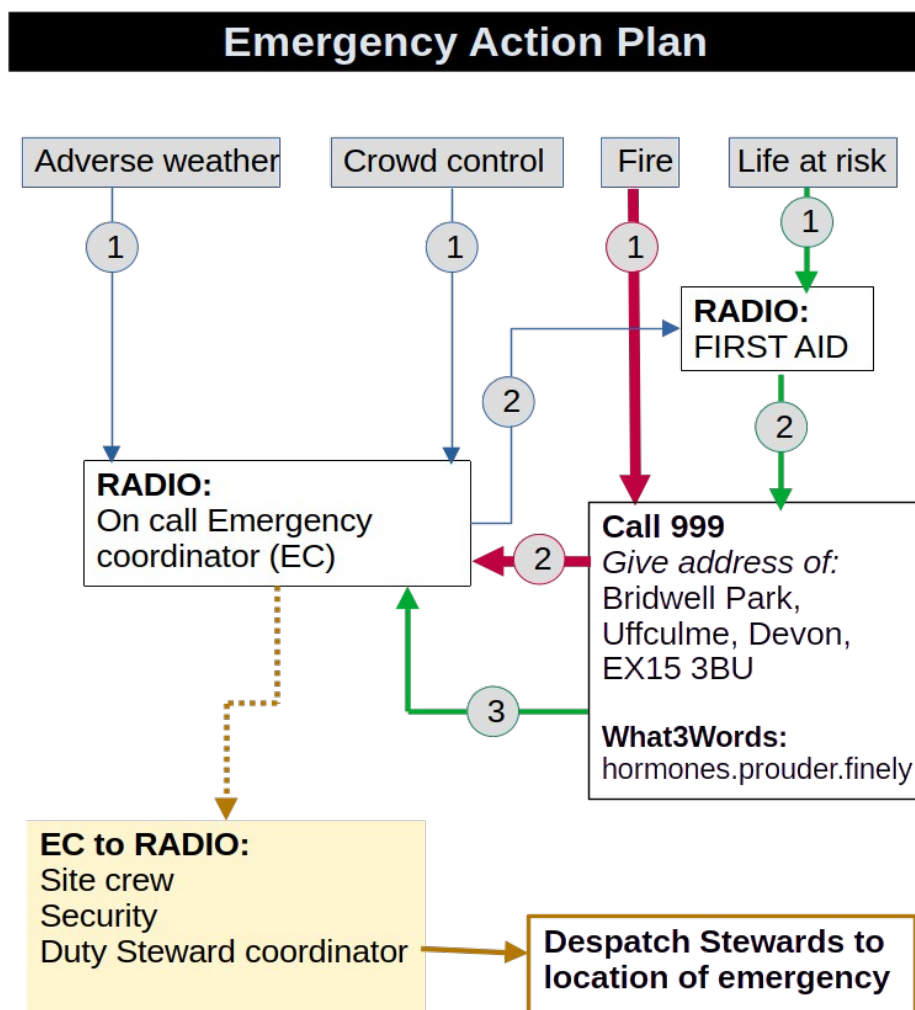 Emergency Action Plan
Adverse weather
Crowd control
Fire
Life at risk
1
1
1
1
RADIO:
FIRST AID
2
2
RADIO:
On call Emergency
coordinator (EC)
Call 999
Give address of:
Bridwell Park,
Uffculme, Devon,
EX15 3BU
2
3
What3Words:
hormones.prouder.finely
EC to RADIO:
Site crew
Security
Duty Steward coordinator
Despatch Stewards to
location of emergency